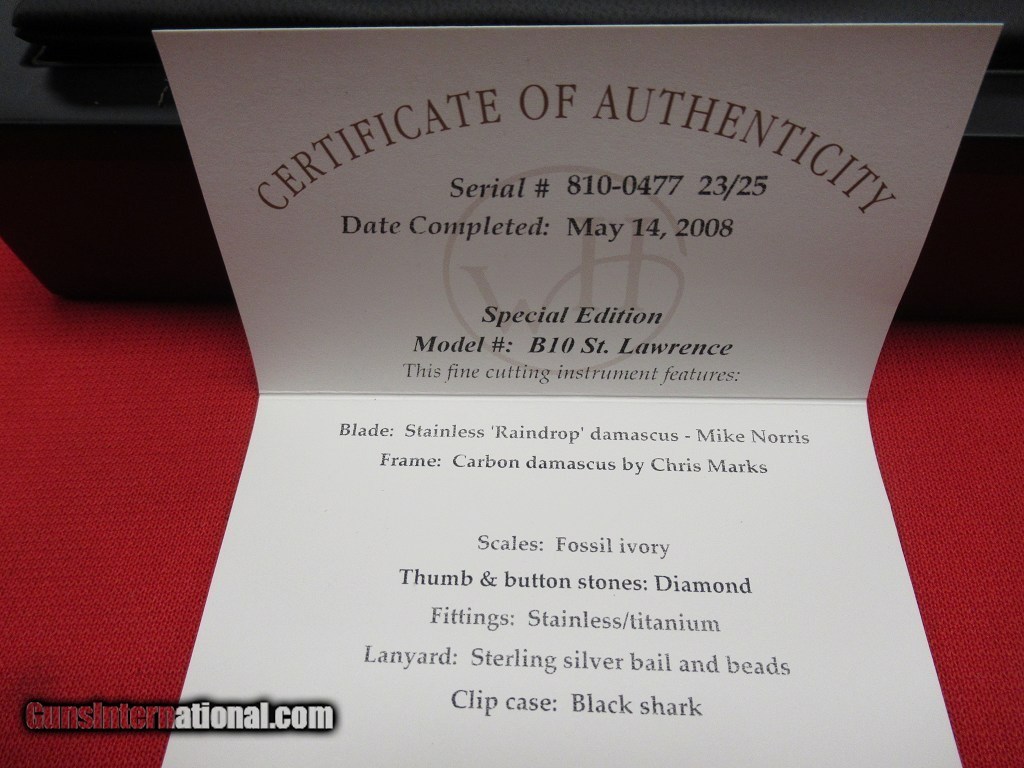 CERTIFICATE OF AUTHENTICITY
Serial # 810-0477 23/25
Date Completed: May 14, 2008
WH
Special Edition
Model #: B10 St. Lawrence
This fine cutting instrument features:
Blade: Stainless 'Raindrop' damascus - Mike Norris
Frame: Carbon damascus by Chris Marks
Scales: Fossil ivory
Thumb & button stones: Diamond
Fittings: Stainless/titanium
Lanyard: Sterling silver bail and beads
Clip case: Black shark
GunsInternational.com